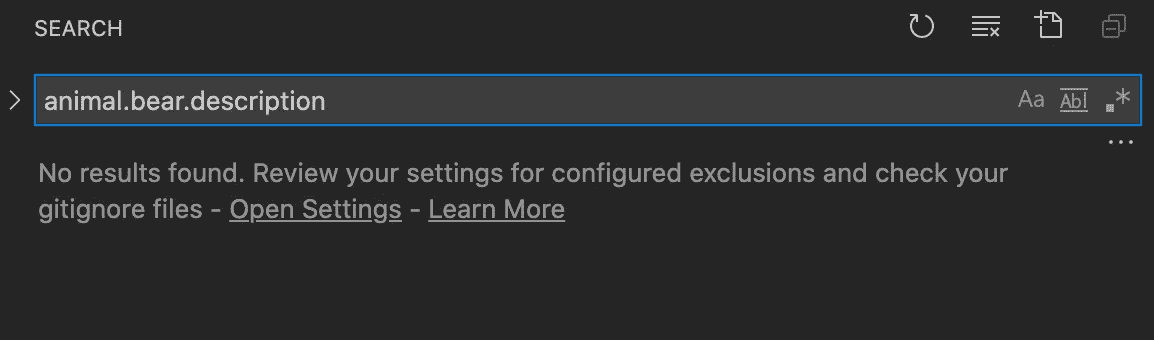 SEARCH
animal.bear.description
Aa
Abl
.*
...
No results found. Review your settings for configured exclusions and check your
gitignore files - Open Settings - Learn More